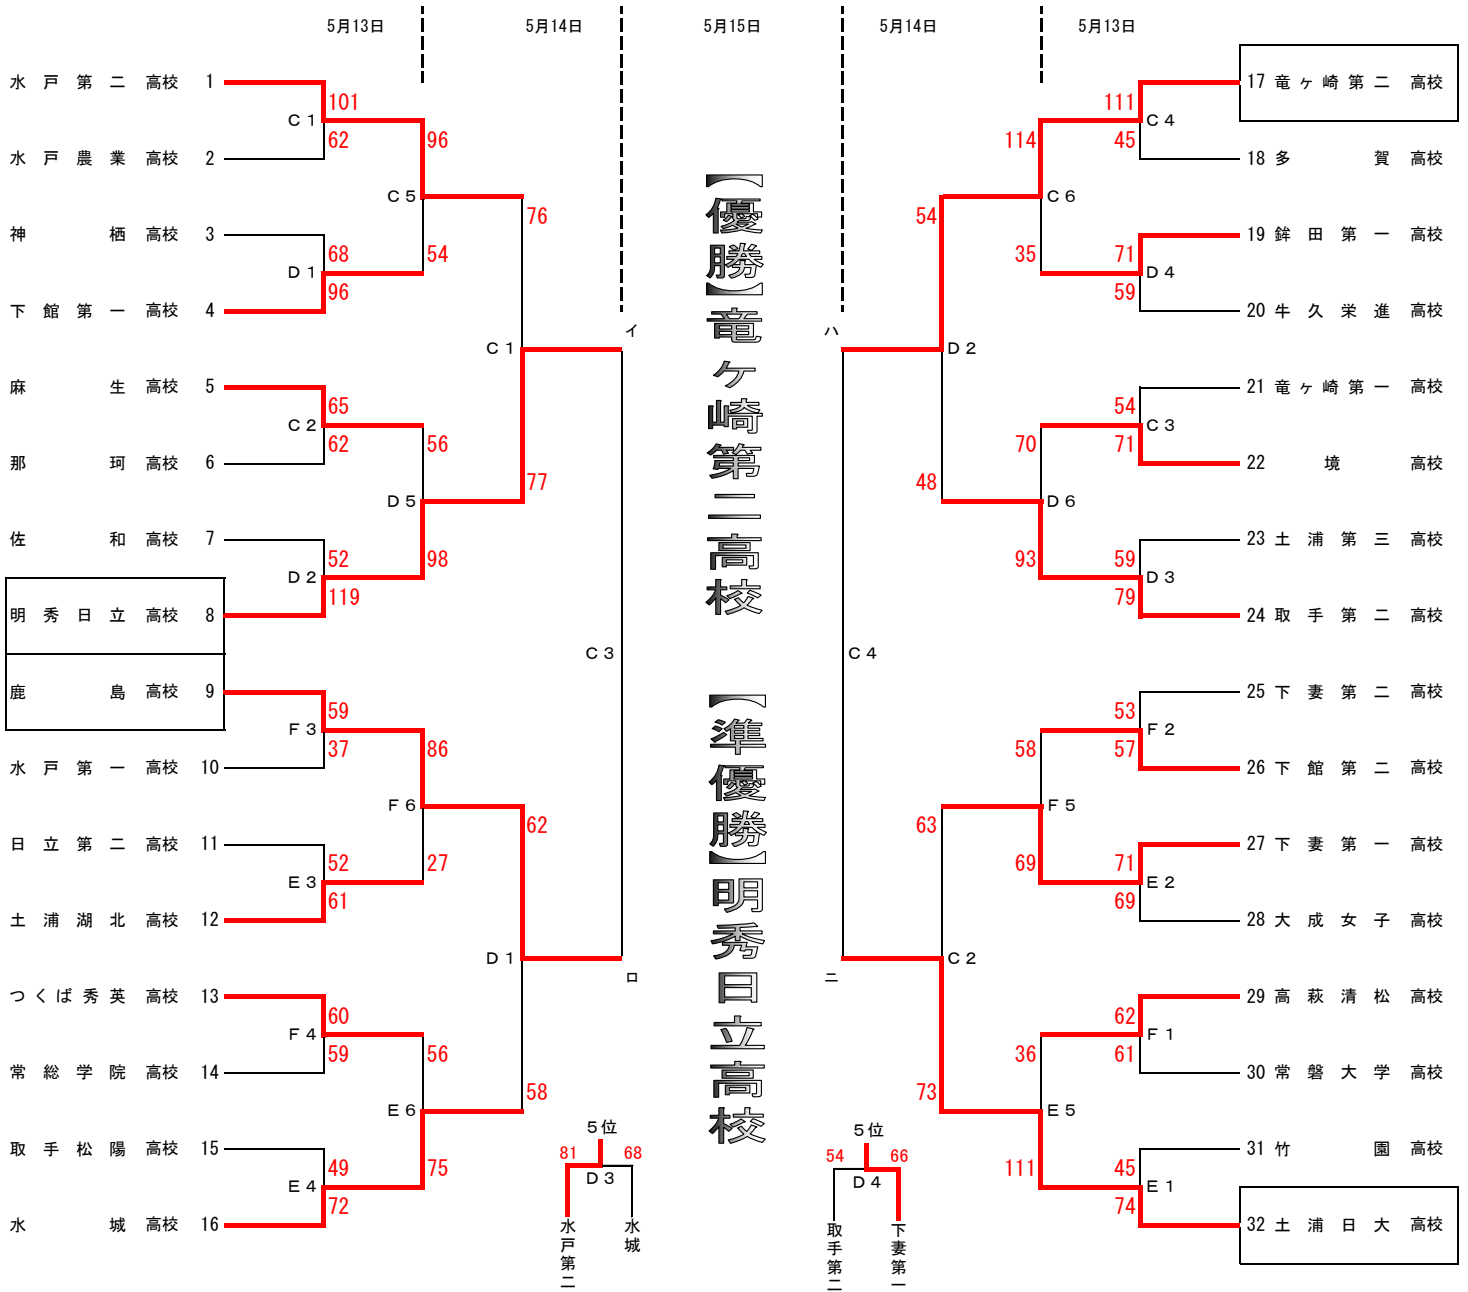 5月13日 5月14日 5月15日 5月14日 5月13日
水戸第二 高校 1
101
C1
62
水戸農業 高校 2
96
C5
54
神栖 高校 3
68
D1
96
下館第一 高校 4
76
C1
77
麻生 高校 5
65
C2
62
那珂 高校 6
56
D5
98
佐和 高校 7
52
D2
119
明秀日立 高校 8
鹿島 高校 9
59
F3
37
水戸第一 高校 10
86
F6
27
日立第二 高校 11
52
E3
61
土浦湖北 高校 12
62
D1
58
つくば秀英 高校 13
60
F4
59
常総学院 高校 14
56
E6
75
取手松陽 高校 15
49
E4
72
水城 高校 16
イ
C3
ロ
【優勝】竜ヶ崎第二高校
【準優勝】明秀日立高校
ハ
C4
ニ
17 竜ヶ崎第二 高校
111
C4
45
18 多賀 高校
114
C6
35
19 鉾田第一 高校
71
D4
59
20 牛久栄進 高校
54
D2
48
21 竜ヶ崎第一 高校
54
C3
71
22 境 高校
70
D6
93
23 土浦第三 高校
59
D3
79
24 取手第二 高校
25 下妻第二 高校
53
F2
57
26 下館第二 高校
58
F5
69
27 下妻第一 高校
71
E2
69
28 大成女子 高校
63
C2
73
29 高萩清松 高校
62
F1
61
30 常磐大学 高校
36
E5
111
31 竹園 高校
45
E1
74
32 土浦日大 高校
5位
81 68
D3
水戸第二
水城
5位
54 66
D4
取手第二
下妻第一